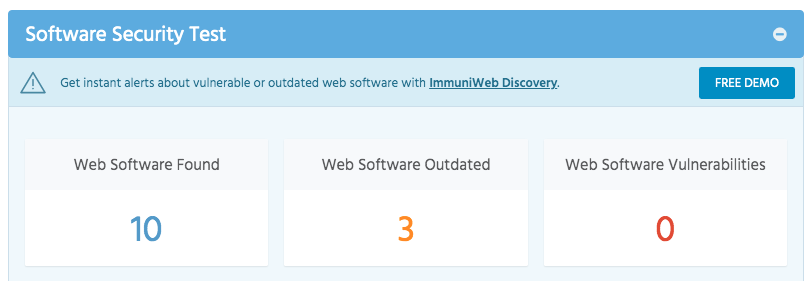 Software Security Test
Get instant alerts about vulnerable or outdated web software with ImmuniWeb Discovery.
FREE DEMO
Web Software Found
10
Web Software Outdated
3
Web Software Vulnerabilities
0